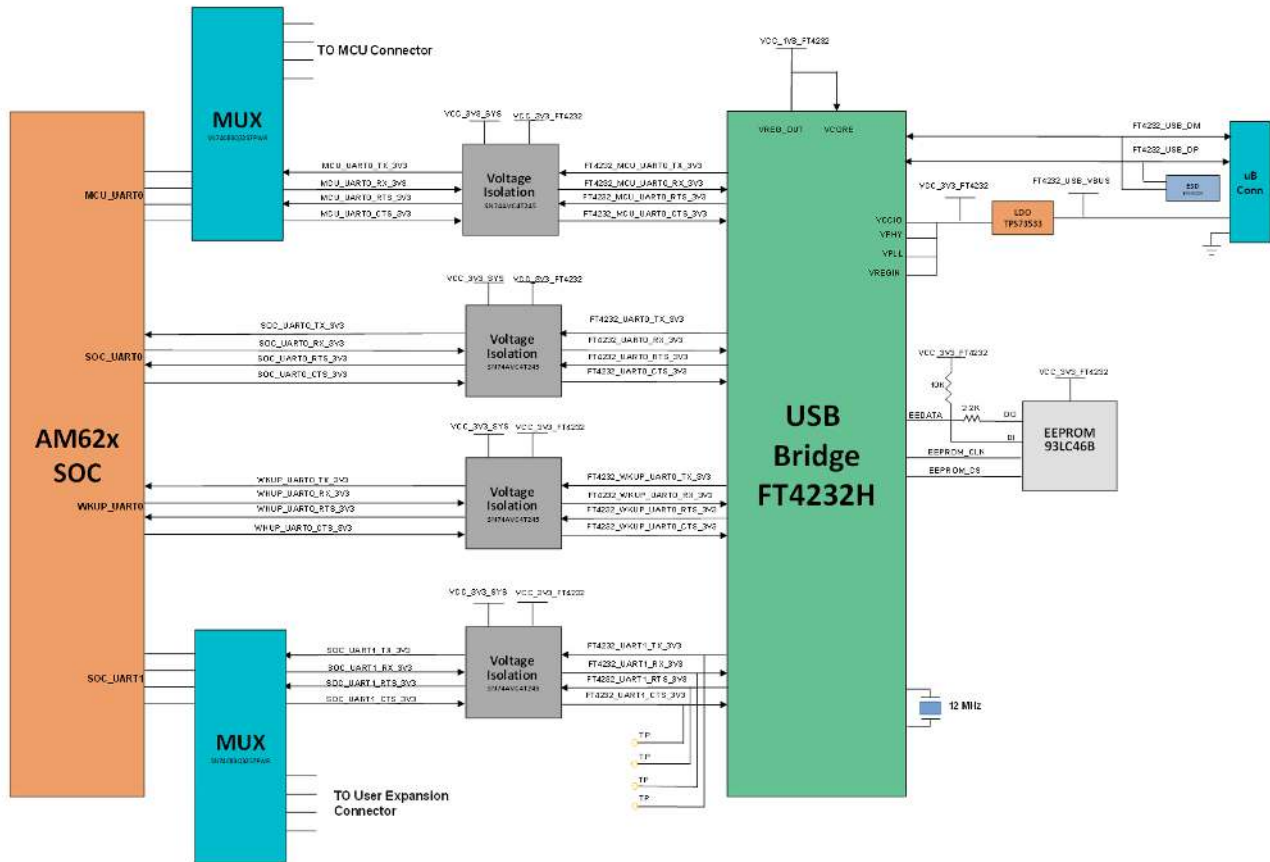 TO MCU Connector
MUX
VCC_1V8_FT4232
VCC_3V3_SYS
VCC_3V3_FT4232
VREG_OUT
VCORE
MCU_UART0
MCU_UART0_TX_3V3
MCU_UART0_RX_3V3
MCU_UART0_RTS_3V3
MCU_UART0_CTS_3V3
Voltage
Isolation
SN74AVC4T245
FT4232_MCU_UART0_TX_3V3
FT4232_MCU_UART0_RX_3V3
FT4232_MCU_UART0_RTS_3V3
FT4232_MCU_UART0_CTS_3V3
FT4232_USB_DM
FT4232_USB_DP
uB
Conn
ESD
VCC_3V3_FT4232
FT4232_USB_VBUS
LDO
TPS73533
VCCIO
VPHY
VPLL
VREGIN
VCC_3V3_SYS
VCC_3V3_FT4232
SOC_UART0
SOC_UART0_TX_3V3
SOC_UART0_RX_3V3
SOC_UART0_RTS_3V3
SOC_UART0_CTS_3V3
Voltage
Isolation
SN74AVC4T245
FT4232_UART0_TX_3V3
FT4232_UART0_RX_3V3
FT4232_UART0_RTS_3V3
FT4232_UART0_CTS_3V3
AM62x
SOC
USB
Bridge
FT4232H
VCC_3V3_FT4232
10K
VCC_3V3_FT4232
EEDATA
2.2K
DO
DI
EEPROM
93LC46B
EEPROM_CLK
EEPROM_CS
VCC_3V3_SYS
VCC_3V3_FT4232
WKUP_UART0
WKUP_UART0_TX_3V3
WKUP_UART0_RX_3V3
WKUP_UART0_RTS_3V3
WKUP_UART0_CTS_3V3
Voltage
Isolation
SN74AVC4T245
FT4232_WKUP_UART0_TX_3V3
FT4232_WKUP_UART0_RX_3V3
FT4232_WKUP_UART0_RTS_3V3
FT4232_WKUP_UART0_CTS_3V3
VCC_3V3_SYS
VCC_3V3_FT4232
SOC_UART1
SOC_UART1_TX_3V3
SOC_UART1_RX_3V3
SOC_UART1_RTS_3V3
SOC_UART1_CTS_3V3
Voltage
Isolation
SN74AVC4T245
FT4232_UART1_TX_3V3
FT4232_UART1_RX_3V3
FT4232_UART1_RTS_3V3
FT4232_UART1_CTS_3V3
12 MHz
MUX
TP
TP
TP
TP
TO User Expansion
Connector